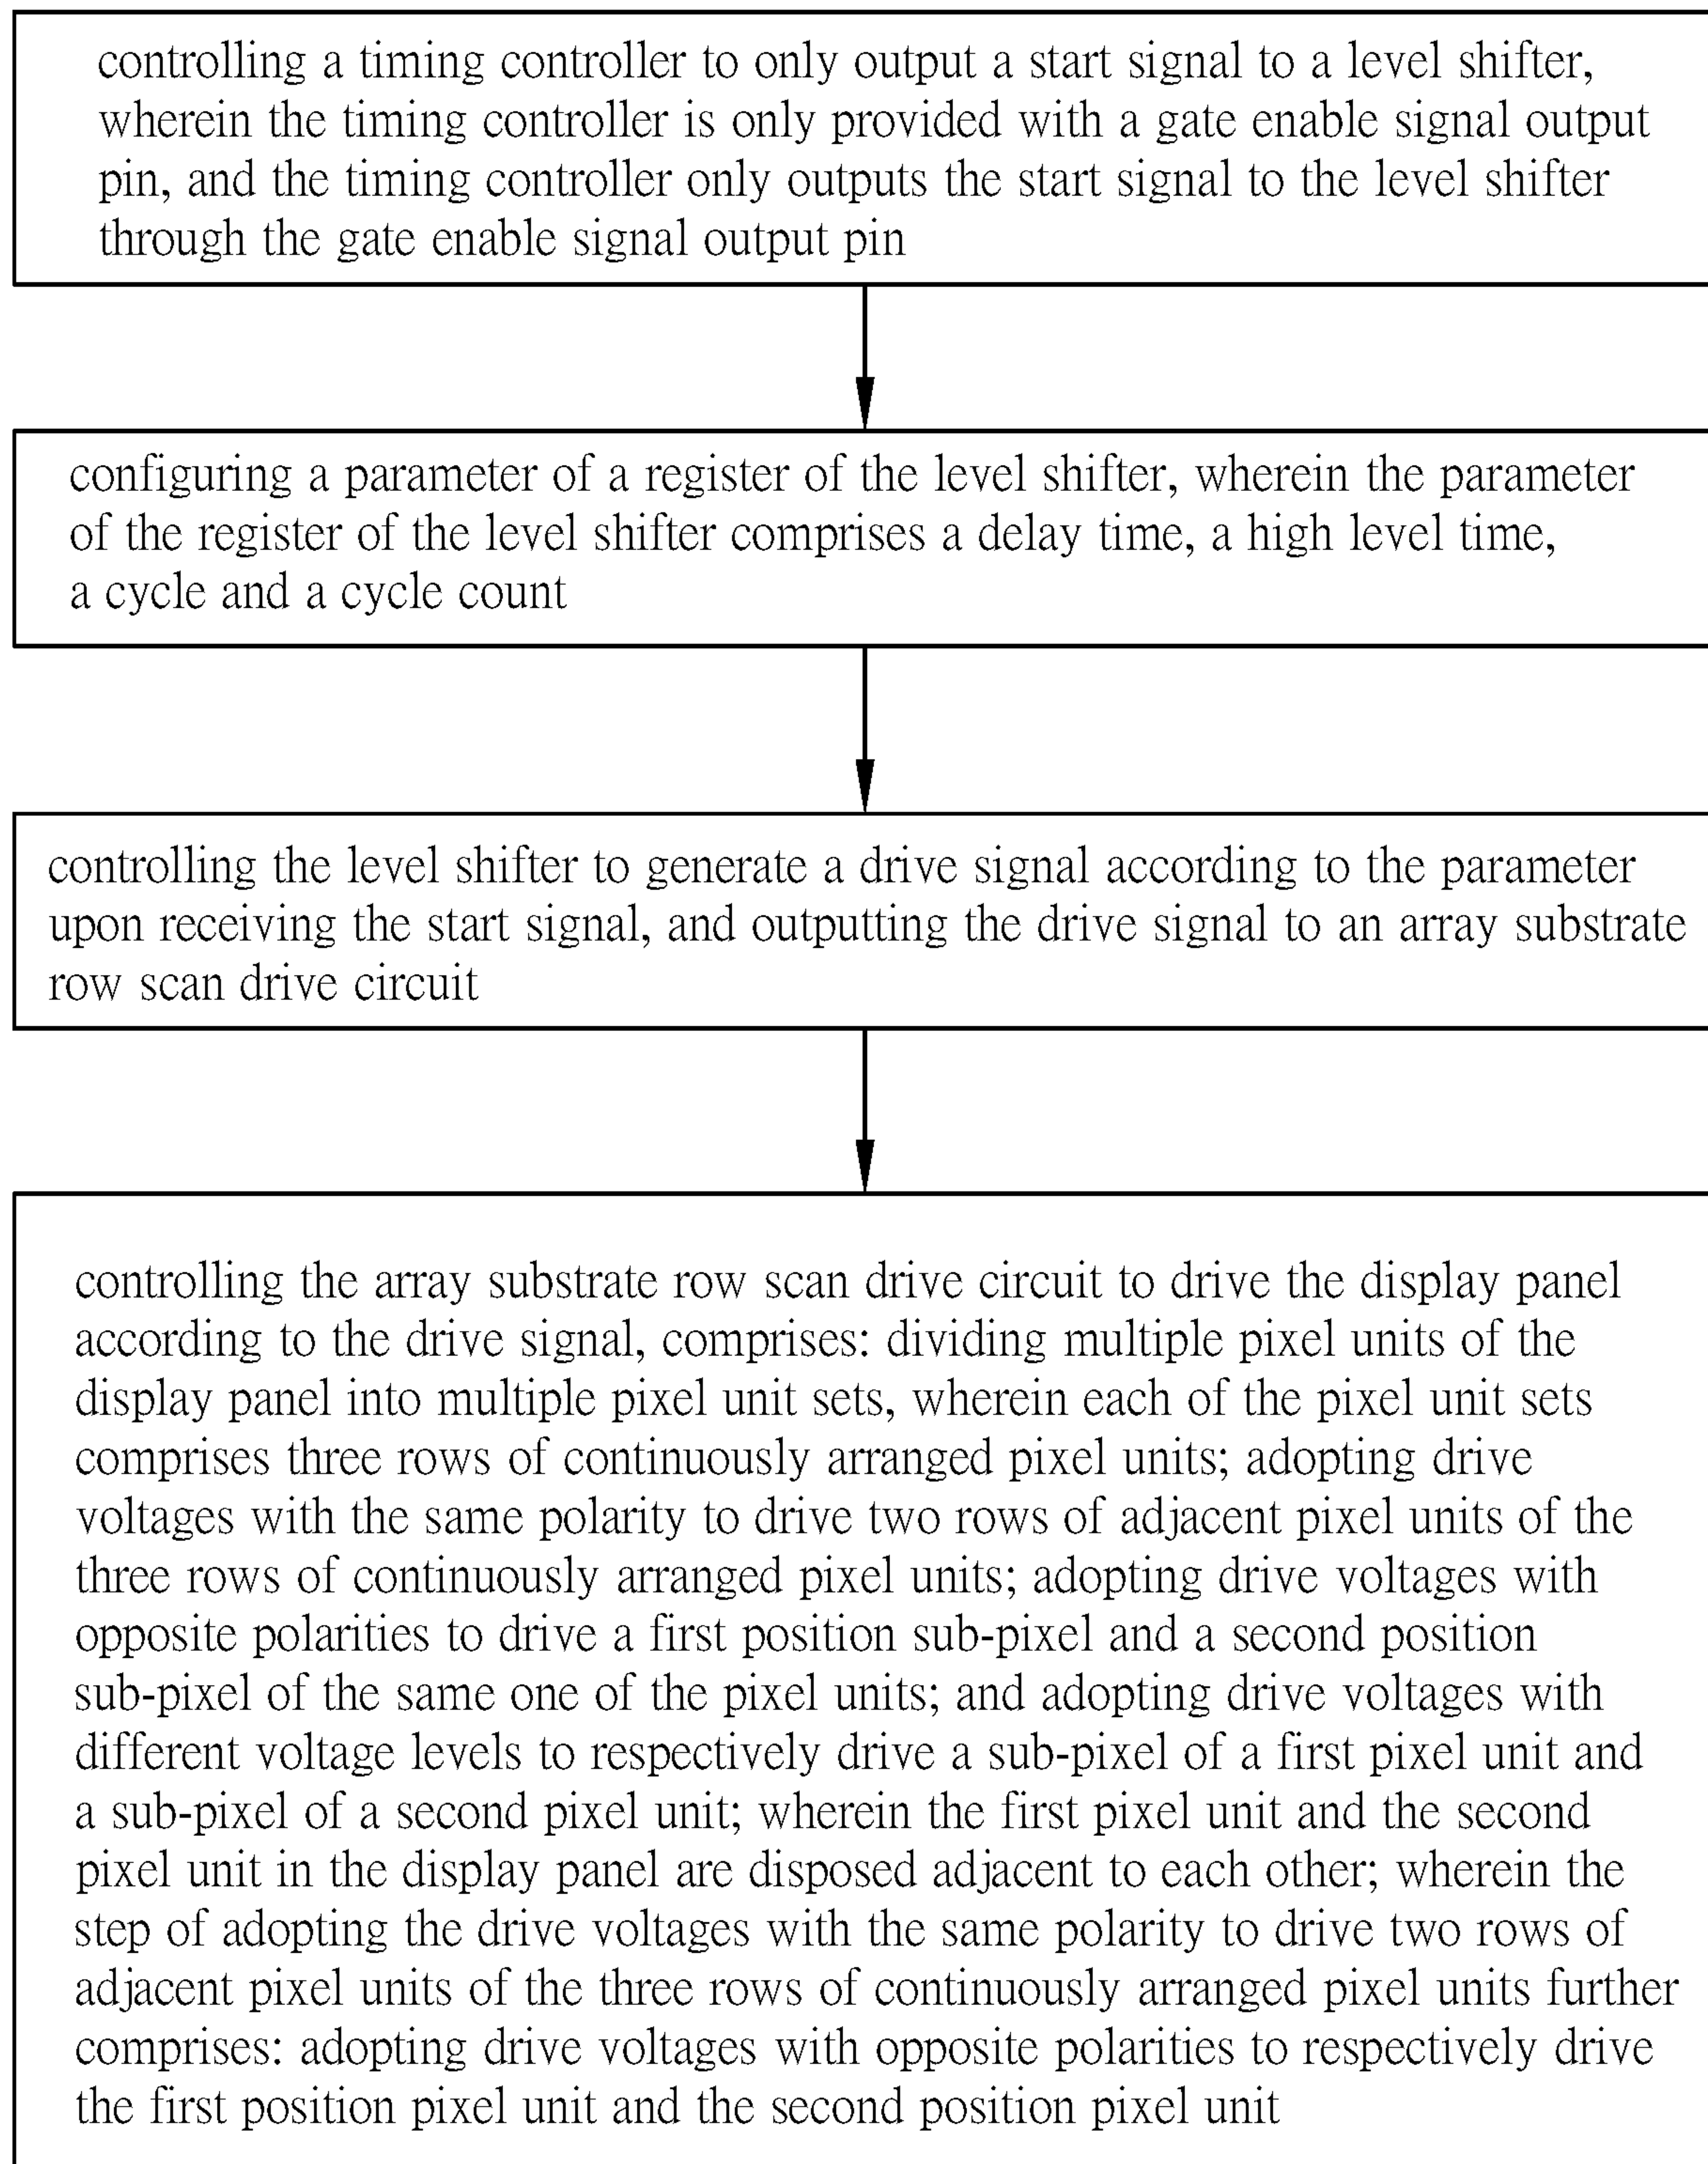 controlling a timing controller to only output a start signal to a level shifter,
wherein the timing controller is only provided with a gate enable signal output
pin, and the timing controller only outputs the start signal to the level shifter
through the gate enable signal output pin
configuring a parameter of a register of the level shifter, wherein the parameter
of the register of the level shifter comprises a delay time, a high level time,
a cycle and a cycle count
controlling the level shifter to generate a drive signal according to the parameter
upon receiving the start signal, and outputting the drive signal to an array substrate
row scan drive circuit
controlling the array substrate row scan drive circuit to drive the display panel
according to the drive signal, comprises: dividing multiple pixel units of the
display panel into multiple pixel unit sets, wherein each of the pixel unit sets
comprises three rows of continuously arranged pixel units; adopting drive
voltages with the same polarity to drive two rows of adjacent pixel units of the
three rows of continuously arranged pixel units; adopting drive voltages with
opposite polarities to drive a first position sub-pixel and a second position
sub-pixel of the same one of the pixel units; and adopting drive voltages with
different voltage levels to respectively drive a sub-pixel of a first pixel unit and
a sub-pixel of a second pixel unit; wherein the first pixel unit and the second
pixel unit in the display panel are disposed adjacent to each other; wherein the
step of adopting the drive voltages with the same polarity to drive two rows of
adjacent pixel units of the three rows of continuously arranged pixel units further
comprises: adopting drive voltages with opposite polarities to respectively drive
the first position pixel unit and the second position pixel unit